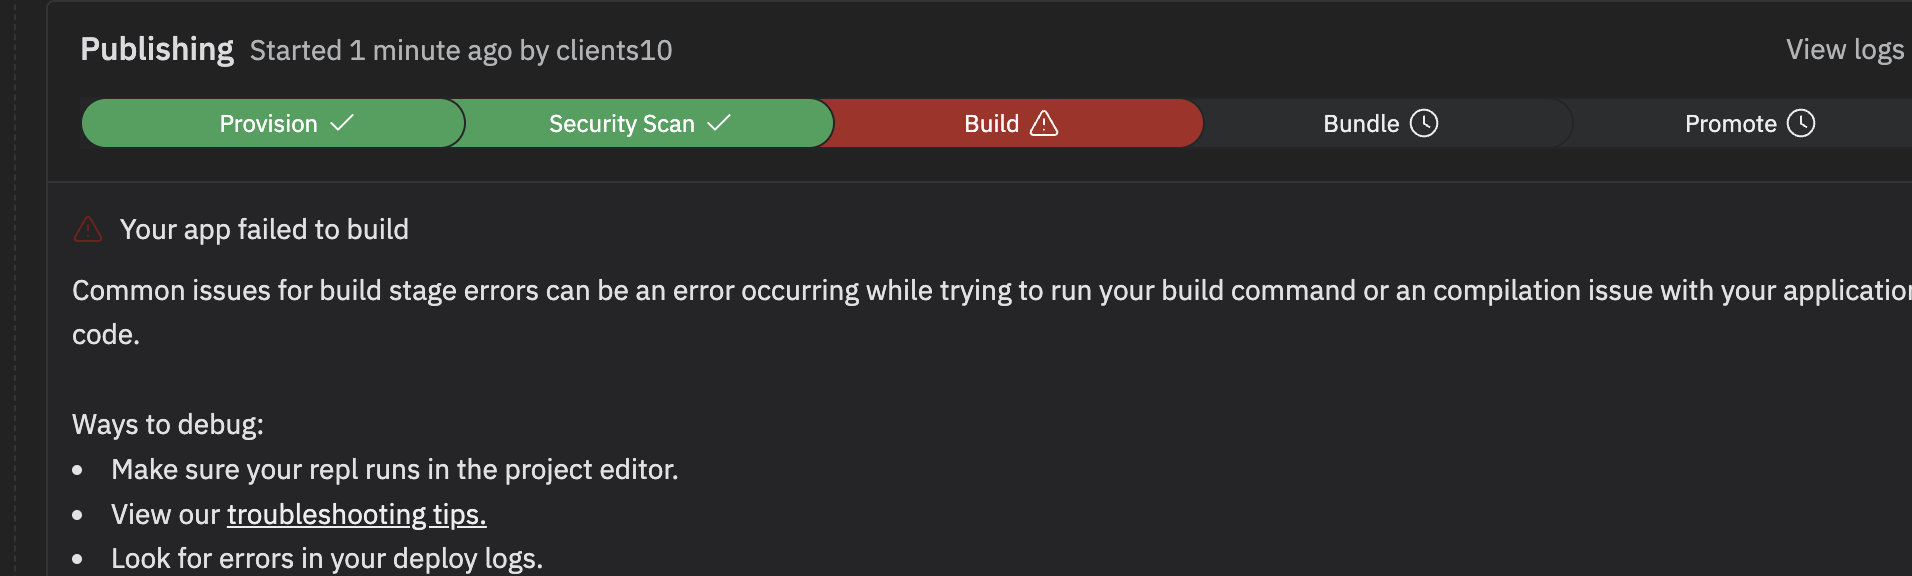 Publishing Started 1 minute ago by clients10 View logs
Provision Security Scan Build Bundle Promote
Your app failed to build
Common issues for build stage errors can be an error occurring while trying to run your build command or an compilation issue with your application
code.
Ways to debug:
• Make sure your repl runs in the project editor.
• View our troubleshooting tips.
• Look for errors in your deploy logs.